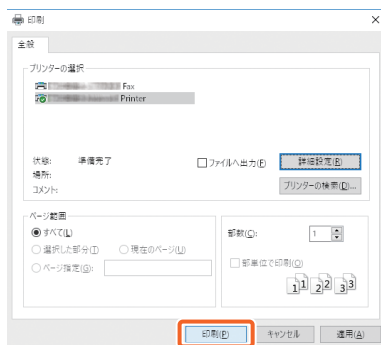 印刷
全般
プリンターの選択
Fax
Printer
状態: 準備完了
場所:
コメント:
ファイルへ出力(F)
詳細設定(R)
プリンターの検索(D)...
ページ範囲
すべて(L)
選択した部分(T) 現在のページ(U)
ページ指定(G):
部数(C): 1
部単位で印刷(O)
1 1 2 2 3 3
印刷(P) キャンセル 適用(A)